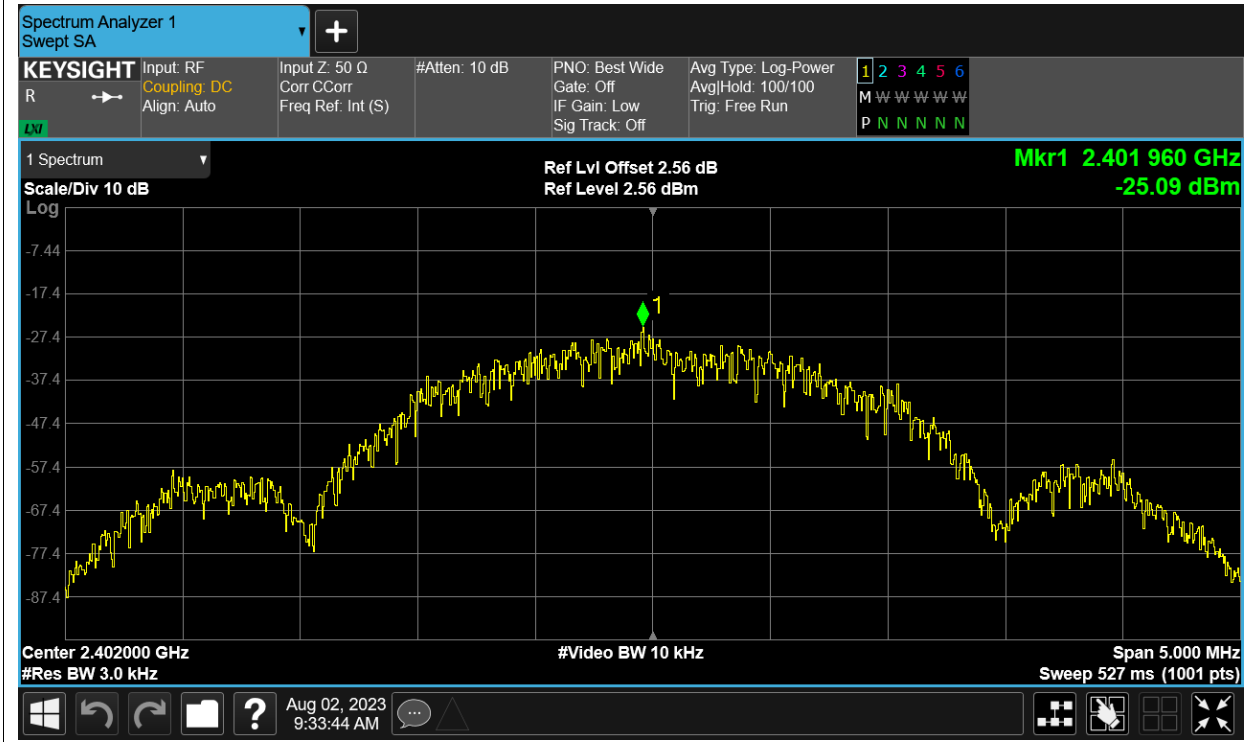 Spectrum Analyzer 1
Swept SA
+
KEYSIGHT
R
LXI
Input: RF
Coupling: DC
Align: Auto
Input Z: 50 Ω
Corr CCorr
Freq Ref: Int (S)
#Atten: 10 dB
PNO: Best Wide
Gate: Off
IF Gain: Low
Sig Track: Off
Avg Type: Log-Power
Avg|Hold: 100/100
Trig: Free Run
1 2 3 4 5 6
M W W W W W
P N N N N N
1 Spectrum
Scale/Div 10 dB
Log
Ref Lvl Offset 2.56 dB
Ref Level 2.56 dBm
Mkr1 2.401 960 GHz
-25.09 dBm
1
-7.44
-17.4
-27.4
-37.4
-47.4
-57.4
-67.4
-77.4
-87.4
Center 2.402000 GHz
#Res BW 3.0 kHz
#Video BW 10 kHz
Span 5.000 MHz
Sweep 527 ms (1001 pts)
?
Aug 02, 2023
9:33:44 AM